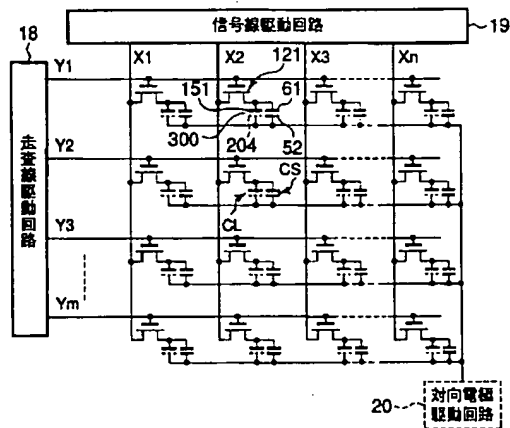 18
信号線駆動回路
19
X1 X2 X3 Xn
121
Y1
151
61
300
204
52
走査線駆動回路
Y2
CS
CL
Y3
Ym
20
対向電極
駆動回路